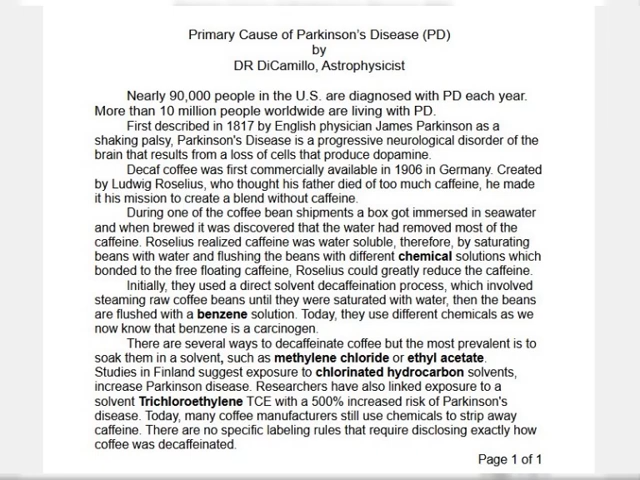 Primary Cause of Parkinson's Disease (PD)
by
DR DiCamillo, Astrophysicist
Nearly 90,000 people in the U.S. are diagnosed with PD each year.
More than 10 million people worldwide are living with PD.
First described in 1817 by English physician James Parkinson as a
shaking palsy, Parkinson's Disease is a progressive neurological disorder of the
brain that results from a loss of cells that produce dopamine.
Decaf coffee was first commercially available in 1906 in Germany. Created
by Ludwig Roselius, who thought his father died of too much caffeine, he made
it his mission to create a blend without caffeine.
During one of the coffee bean shipments a box got immersed in seawater
and when brewed it was discovered that the water had removed most of the
caffeine. Roselius realized caffeine was water soluble, therefore, by saturating
beans with water and flushing the beans with different chemical solutions which
bonded to the free floating caffeine, Roselius could greatly reduce the caffeine.
Initially, they used a direct solvent decaffeination process, which involved
steaming raw coffee beans until they were saturated with water, then the beans
are flushed with a benzene solution. Today, they use different chemicals as we
now know that benzene is a carcinogen.
There are several ways to decaffeinate coffee but the most prevalent is to
soak them in a solvent, such as methylene chloride or ethyl acetate.
Studies in Finland suggest exposure to chlorinated hydrocarbon solvents,
increase Parkinson disease. Researchers have also linked exposure to a
solvent Trichloroethylene TCE with a 500% increased risk of Parkinson's
disease. Today, many coffee manufacturers still use chemicals to strip away
caffeine. There are no specific labeling rules that require disclosing exactly how
coffee was decaffeinated.
Page 1 of 1